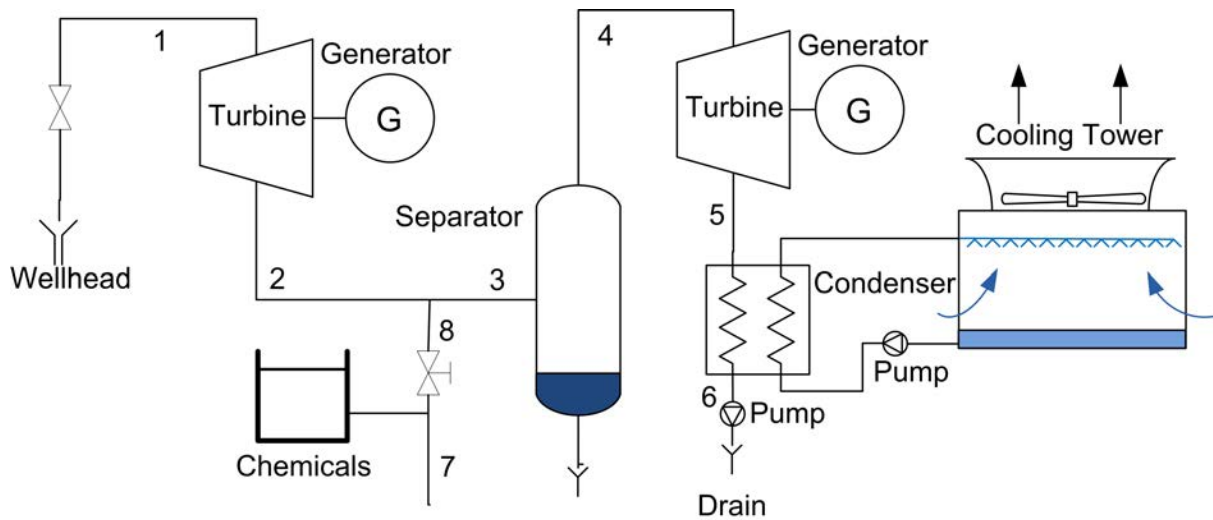 1
Generator
Turbine
G
Wellhead
2
3
Separator
4
Generator
Turbine
G
5
Condenser
Cooling Tower
Pump
6
Pump
Drain
8
Chemicals
7